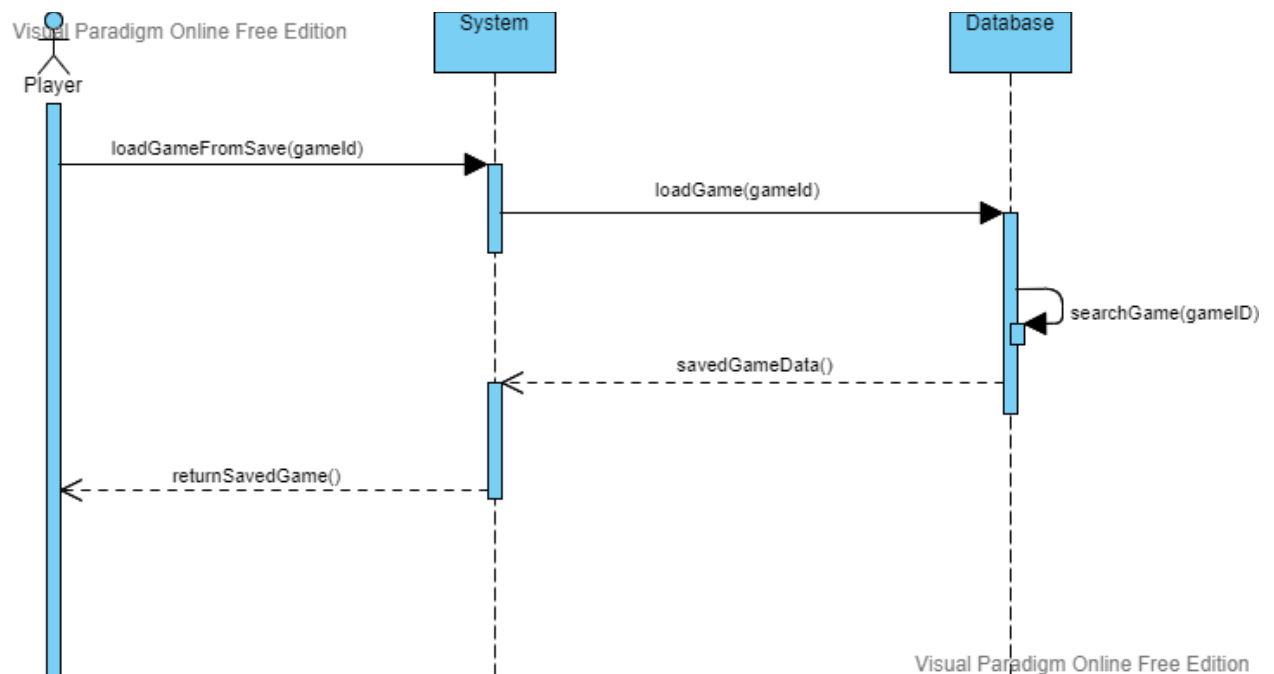 Visual Paradigm Online Free Edition
System
Database
Player
loadGameFromSave(gameId)
loadGame(gameId)
searchGame(gameID)
savedGameData()
returnSavedGame()
Visual Paradigm Online Free Edition